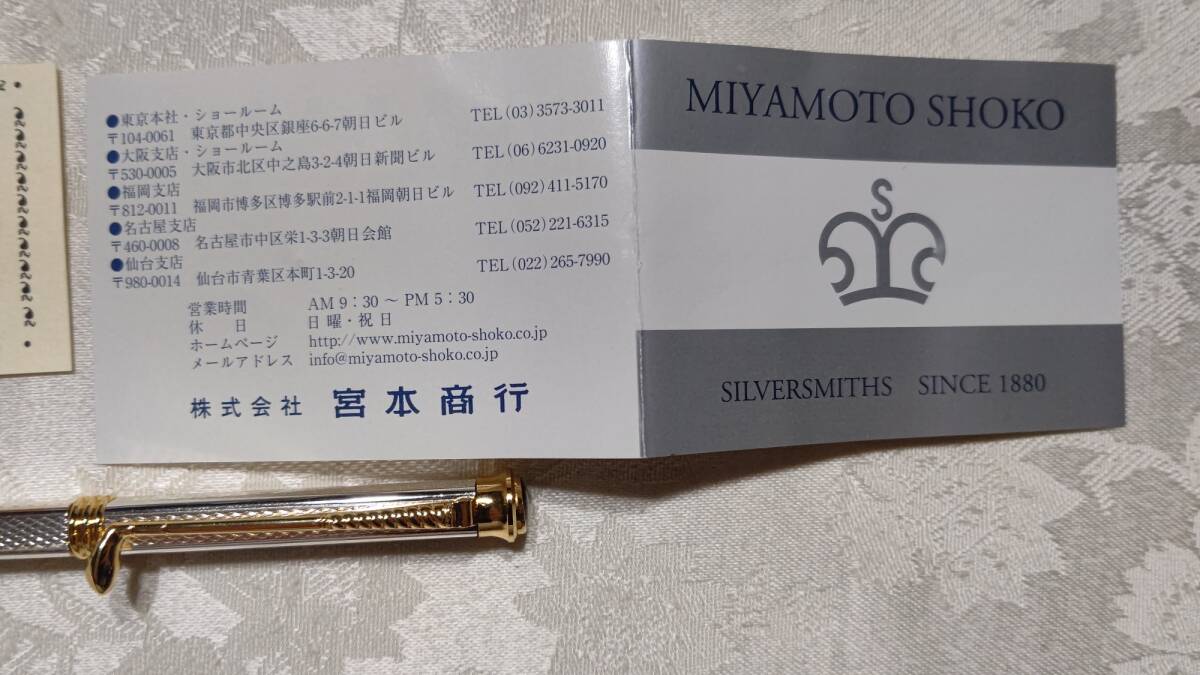 ●東京本社・ショールーム
〒104-0061 東京都中央区銀座6-6-7朝日ビル TEL(03)3573-3011
●大阪支店・ショールーム
〒530-0005 大阪市北区中之島3-2-4朝日新聞ビル TEL(06)6231-0920
●福岡支店
〒812-0011 福岡市博多区博多駅前2-1-1福岡朝日ビル TEL(092)411-5170
●名古屋支店
〒460-0008 名古屋市中区栄1-3-3朝日会館 TEL(052)221-6315
●仙台支店
〒980-0014 仙台市青葉区本町1-3-20 TEL(022)265-7990
営業時間 AM 9：30 ～ PM 5：30
休 日 日曜・祝日
ホームページ http://www.miyamoto-shoko.co.jp
メールアドレス info@miyamoto-shoko.co.jp
株式会社 宮本商行
MIYAMOTO SHOKO
S
SILVERSMITHS SINCE 1880